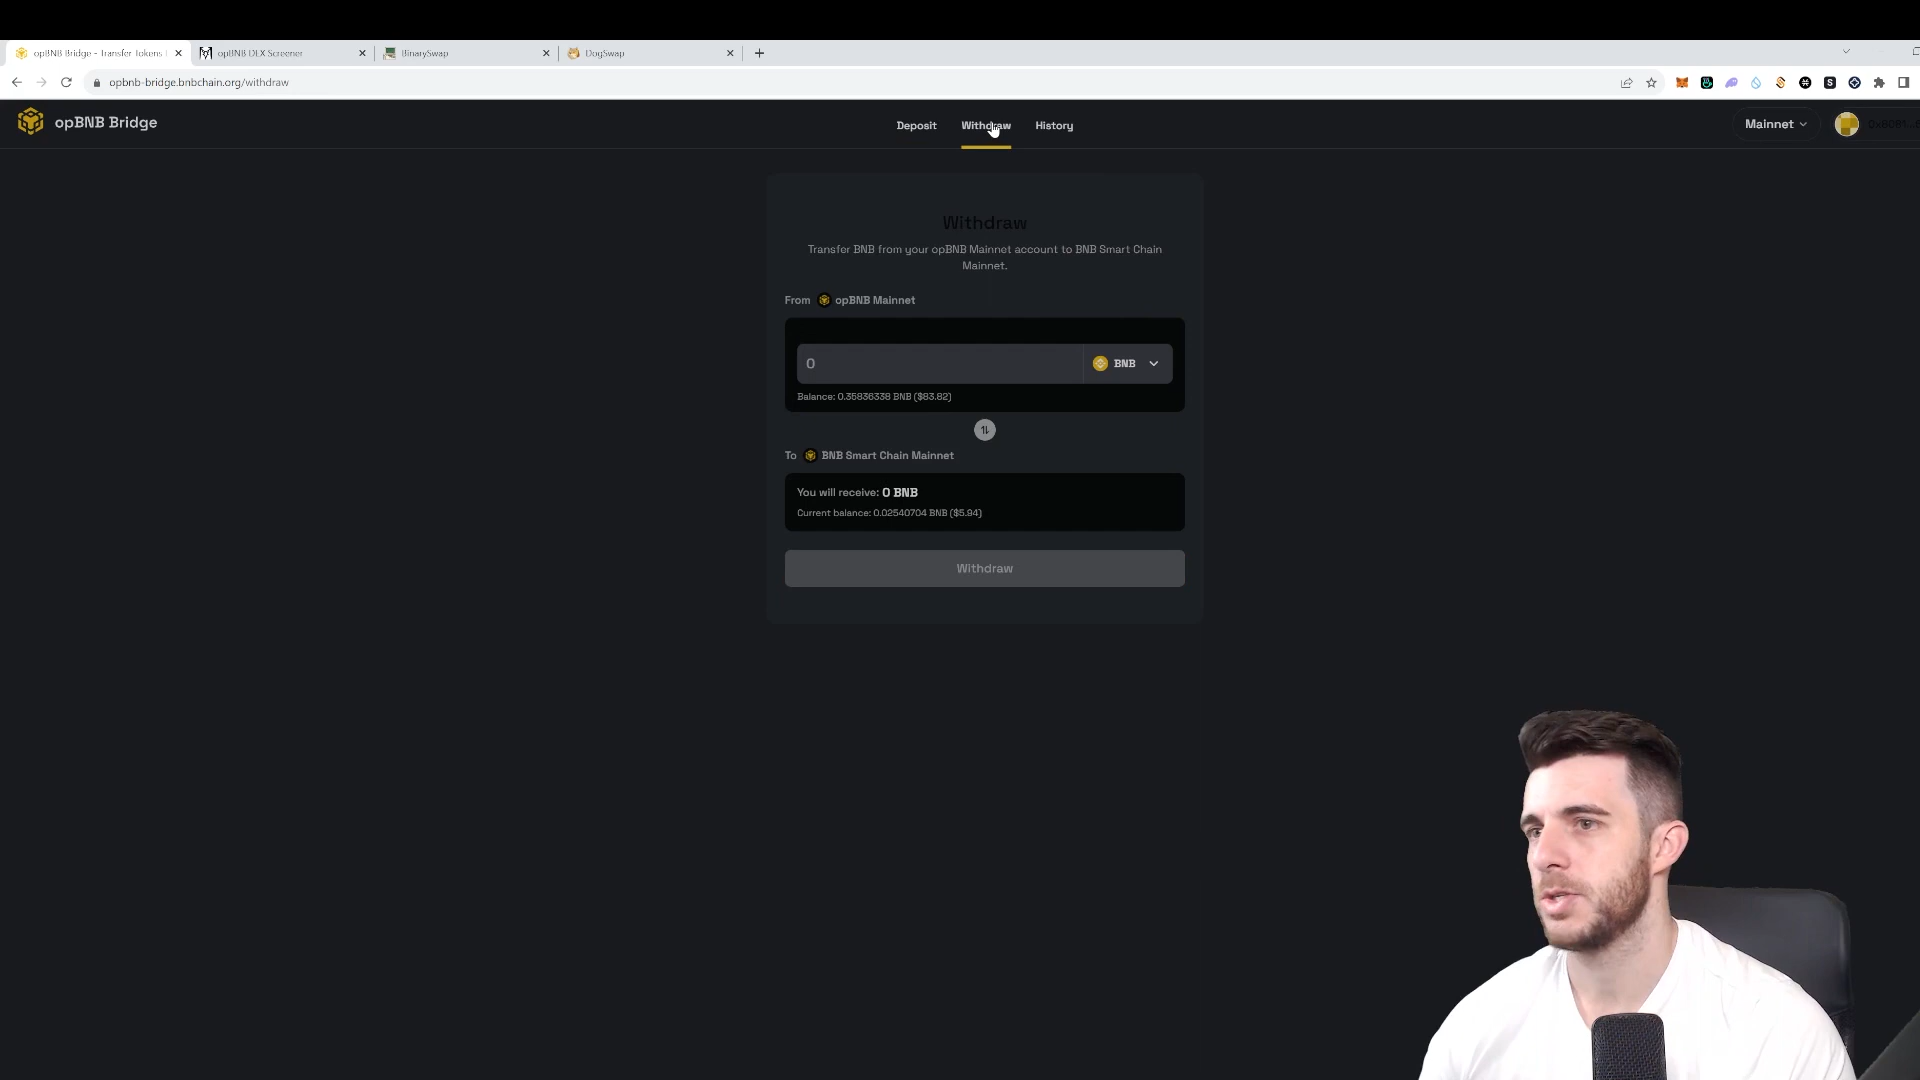 opBNB Bridge - Transfer Tokens
opBNB DEX Screener
BinarySwap
DogSwap
opbnb-bridge.bnbchain.org/withdraw
opBNB Bridge
Deposit
Withdraw
History
Mainnet
Withdraw
Transfer BNB from your opBNB Mainnet account to BNB Smart Chain
Mainnet.
From opBNB Mainnet
0
BNB
Balance: 0.35836338 BNB ($83.82)
To BNB Smart Chain Mainnet
You will receive: 0 BNB
Current balance: 0.02540704 BNB ($5.94)
Withdraw